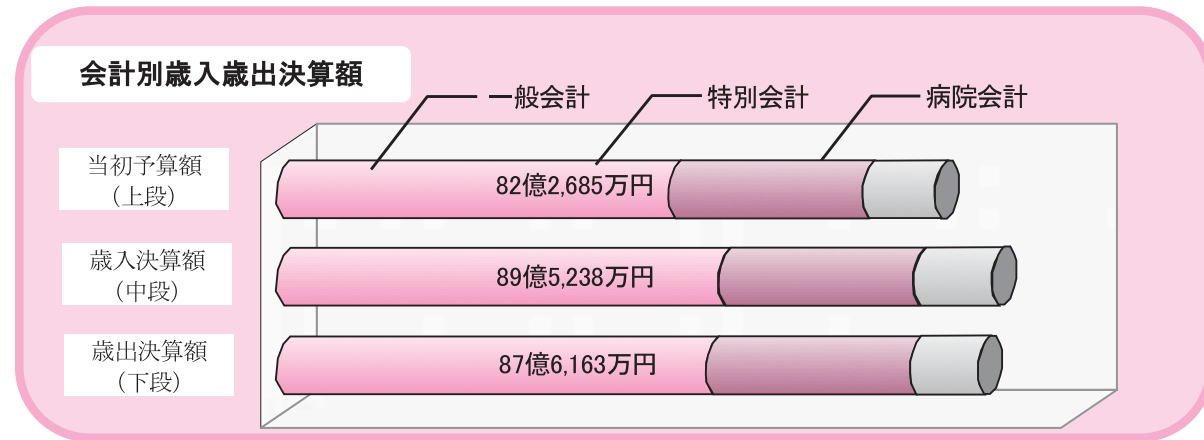 会計別歳入歳出決算額
一般会計
特別会計
病院会計
当初予算額
（上段）
82億2,685万円
歳入決算額
（中段）
89億5,238万円
歳出決算額
（下段）
87億6,163万円